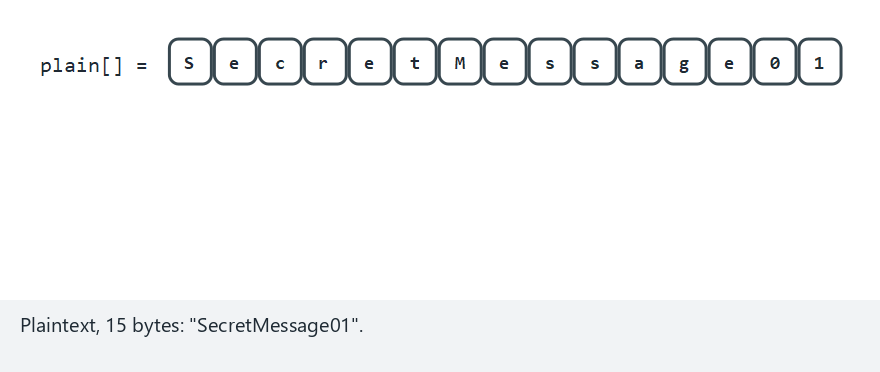 plain[] = S e c r e t M e s s a g e 0 1
Plaintext, 15 bytes: "SecretMessage01".